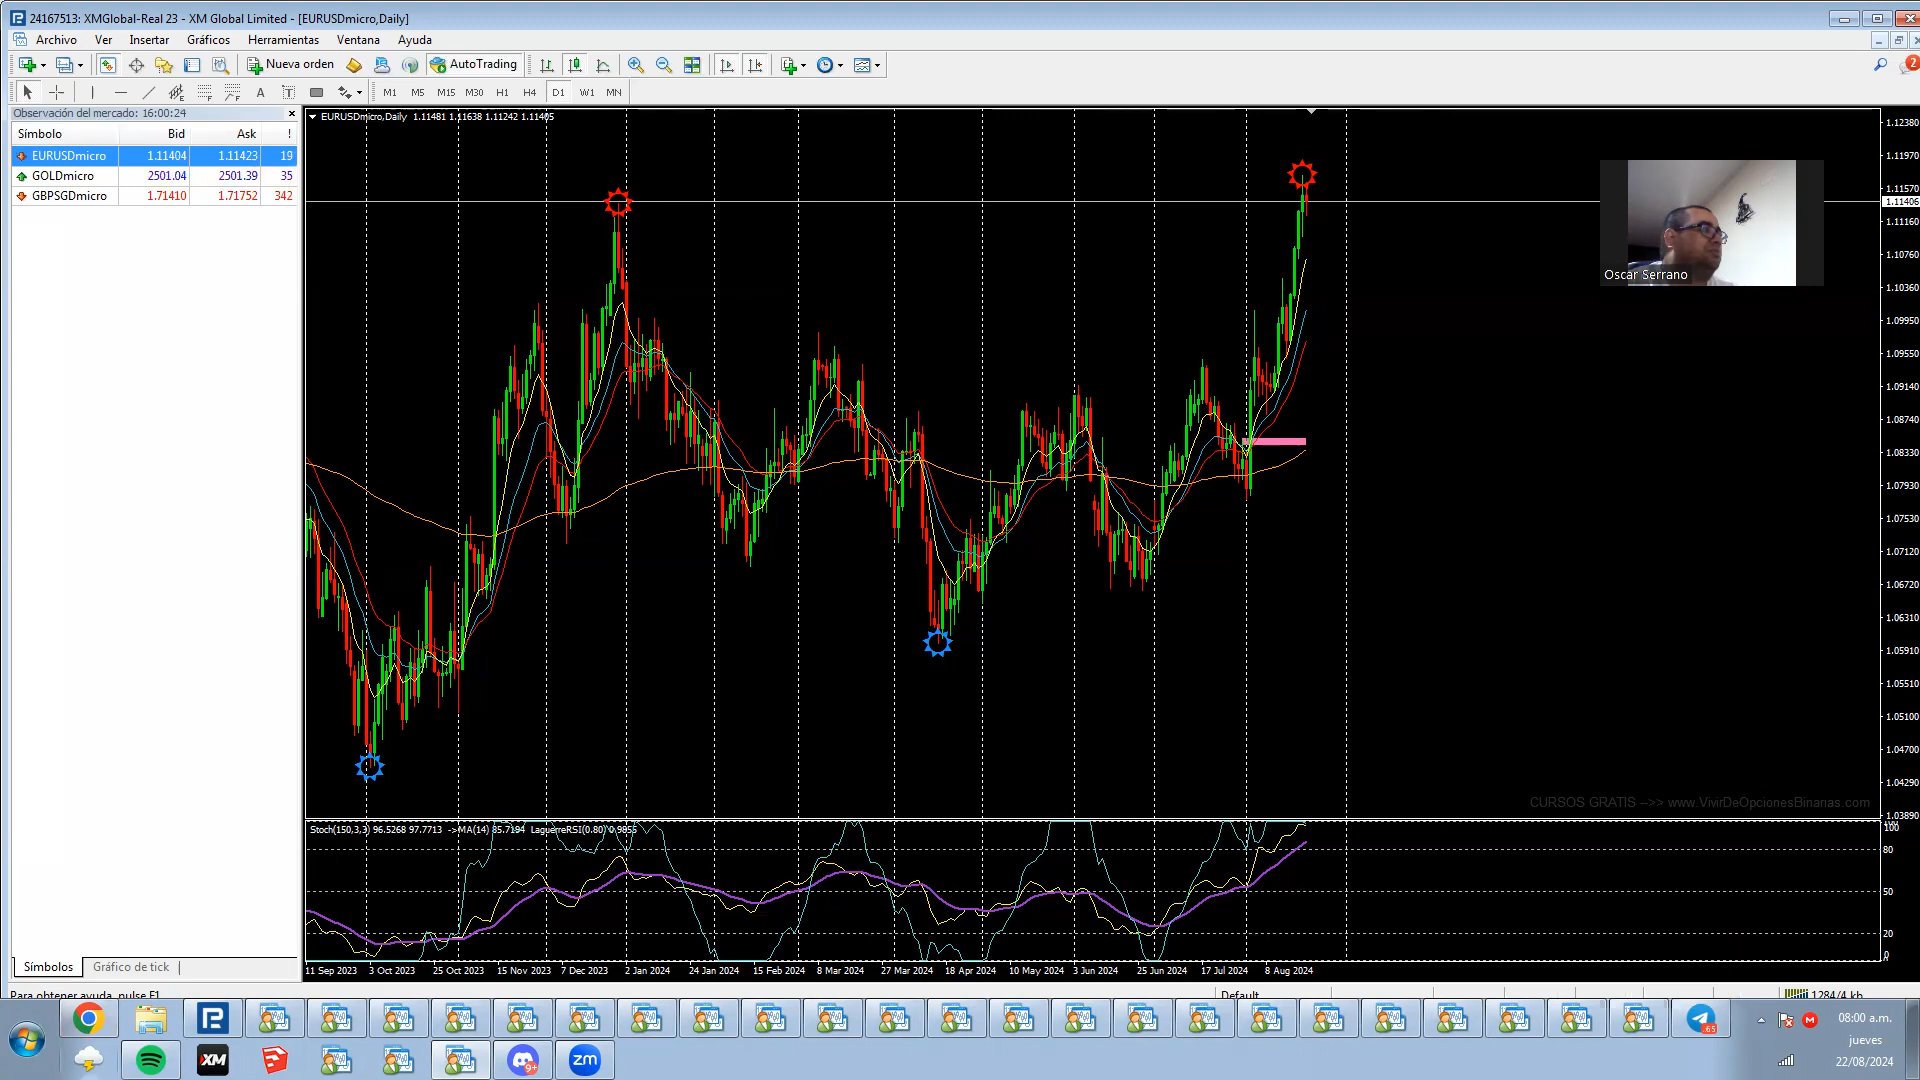 24167513: XMGlobal-Real 23 - XM Global Limited - [EURUSDmicro,Daily]
Archivo Ver Insertar Gráficos Herramientas Ventana Ayuda
Nueva orden AutoTrading 2
A T M1 M5 M15 M30 H1 H4 D1 W1 MN
Observación del mercado: 16:00:24
Símbolo Bid Ask !
EURUSDmicro 1.11404 1.11423 19
GOLDmicro 2501.04 2501.39 35
GBPSGDmicro 1.71410 1.71752 342
Símbolos Gráfico de tick
EURUSDmicro,Daily 1.11481 1.11638 1.11242 1.11405
1.12380
1.11970
1.11570
1.11406
1.11160
1.10760
1.10360
1.09950
1.09550
1.09140
1.08740
1.08330
1.07930
1.07530
1.07120
1.06720
1.06310
1.05910
1.05510
1.05100
1.04700
1.04290
1.03890
Oscar Serrano
CURSOS GRATIS -->> www.VivirDeOpcionesBinarias.com
Stoch(150,3,3) 96.5268 97.7713 ->MA(14) 85.7194 LaguerreRSI(0.80) 0.9855
100
80
50
20
0
11 Sep 2023 3 Oct 2023 25 Oct 2023 15 Nov 2023 7 Dec 2023 2 Jan 2024 24 Jan 2024 15 Feb 2024 8 Mar 2024 27 Mar 2024 18 Apr 2024 10 May 2024 3 Jun 2024 25 Jun 2024 17 Jul 2024 8 Aug 2024
Para obtener ayuda, pulse F1 Default 1284/4 kb
.65
M
08:00 a.m.
jueves
22/08/2024
XM
9+
zm